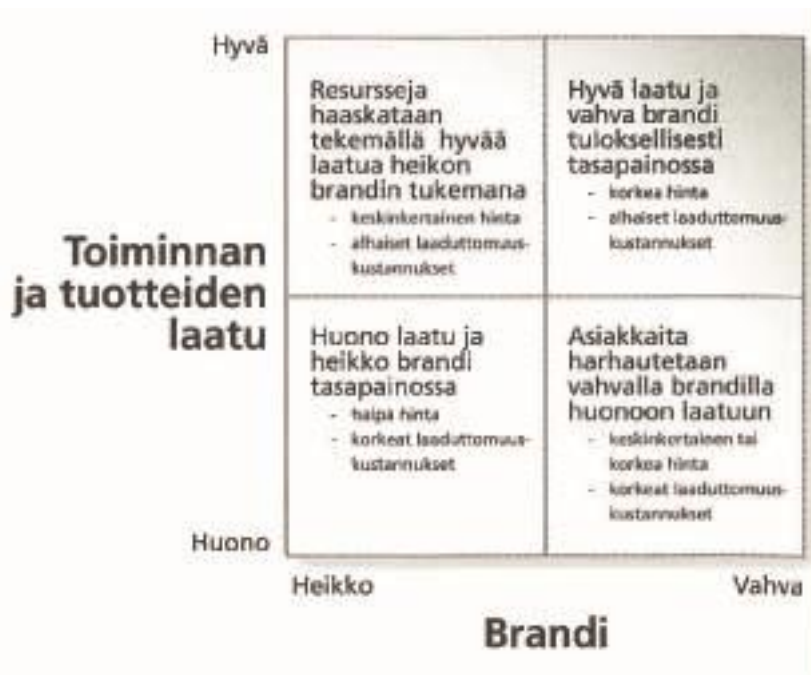 Hyvä
Resursseja
haaskataan
tekemällä hyvää
laatua heikon
brandin tukemana
- keskinkertainen hinta
- alhaiset laaduttomuus-
kustannukset
Hyvä laatu ja
vahva brandi
tuloksellisesti
tasapainossa
- korkea hinta
- alhaiset laaduttomuus-
kustannukset
Toiminnan
ja tuotteiden
laatu
Huono laatu ja
heikko brandi
tasapainossa
- halpa hinta
- korkeat laaduttomuus-
kustannukset
Asiakkaita
harhautetaan
vahvalla brandilla
huonoon laatuun
- keskinkertainen tai
korkea hinta
- korkeat laaduttomuus-
kustannukset
Huono
Heikko
Vahva
Brandi